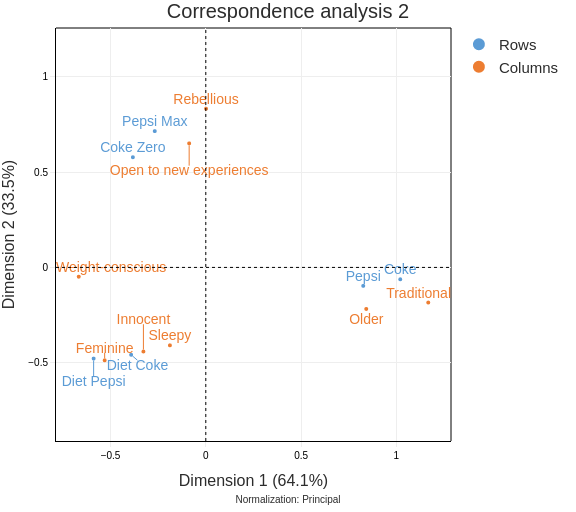 Correspondence analysis 2
Rows
Columns
1
Rebellious
Pepsi Max
Coke Zero
0.5
Open to new experiences
0
Weight conscious
Coke
Pepsi
Traditional
Innocent
Older
Sleepy
Feminine
−0.5
Diet Coke
Diet Pepsi
Dimension 2 (33.5%)
−0.5 0 0.5 1
Dimension 1 (64.1%)
Normalization: Principal